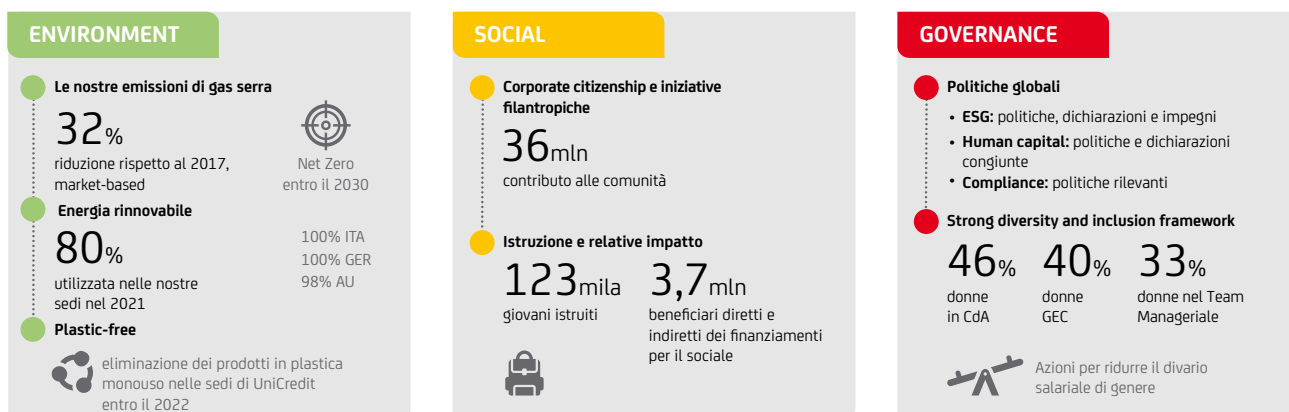 ENVIRONMENT
Le nostre emissioni di gas serra
32%
riduzione rispetto al 2017,
market-based
Net Zero
entro il 2030
Energia rinnovabile
80%
utilizzata nelle nostre
sedi nel 2021
100% ITA
100% GER
98% AU
Plastic-free
eliminazione dei prodotti in plastica
monouso nelle sedi di UniCredit
entro il 2022
SOCIAL
Corporate citizenship e iniziative
filantropiche
36mln
contributo alle comunità
Istruzione e relative impatto
123mila
giovani istruiti
3,7mln
beneficiari diretti e
indiretti dei finanziamenti
per il sociale
GOVERNANCE
Politiche globali
• ESG: politiche, dichiarazioni e impegni
• Human capital: politiche e dichiarazioni
congiunte
• Compliance: politiche rilevanti
Strong diversity and inclusion framework
46%
donne
in CdA
40%
donne
GEC
33%
donne nel Team
Manageriale
Azioni per ridurre il divario
salariale di genere